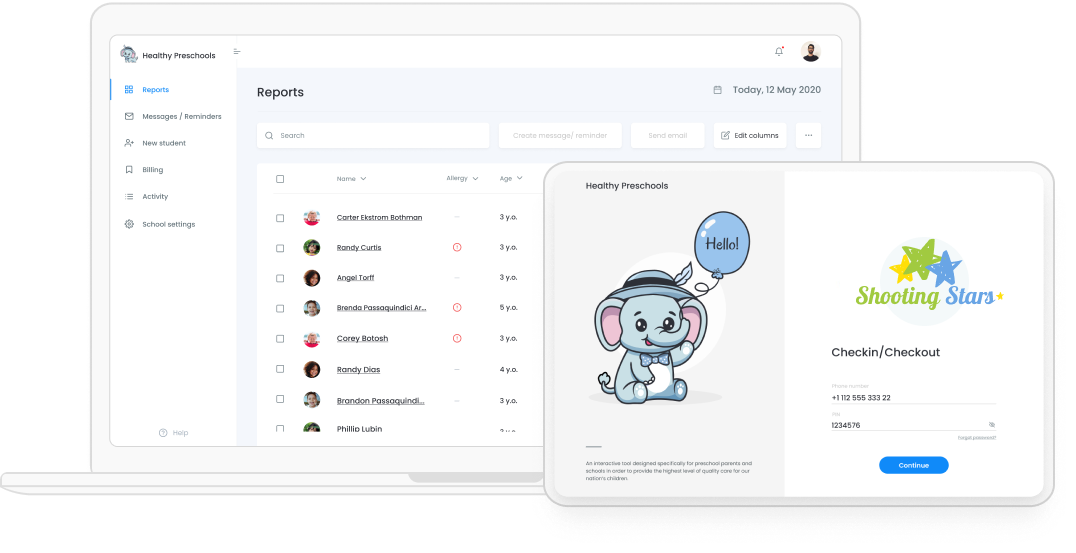 Healthy Preschools
Reports
Messages / Reminders
New student
Billing
Activity
School settings
Help
Reports
Today, 12 May 2020
Search
Create message/ reminder
Send email
Edit columns
Name
Allergy
Age
Carter Ekstrom Bothman
3 y.o.
Randy Curtis
3 y.o.
Angel Torff
3 y.o.
Brenda Passaquindici Ar...
5 y.o.
Corey Botosh
3 y.o.
Randy Dias
4 y.o.
Brandon Passaquindi...
3 y.o.
Phillip Lubin
Healthy Preschools
Hello!
An interactive tool designed specifically for preschool parents and
schools in order to provide the highest level of quality care for our
nation's children.
Shooting Stars
Checkin/Checkout
Phone number
+1 112 555 333 22
1234576
Forgot password?
Continue